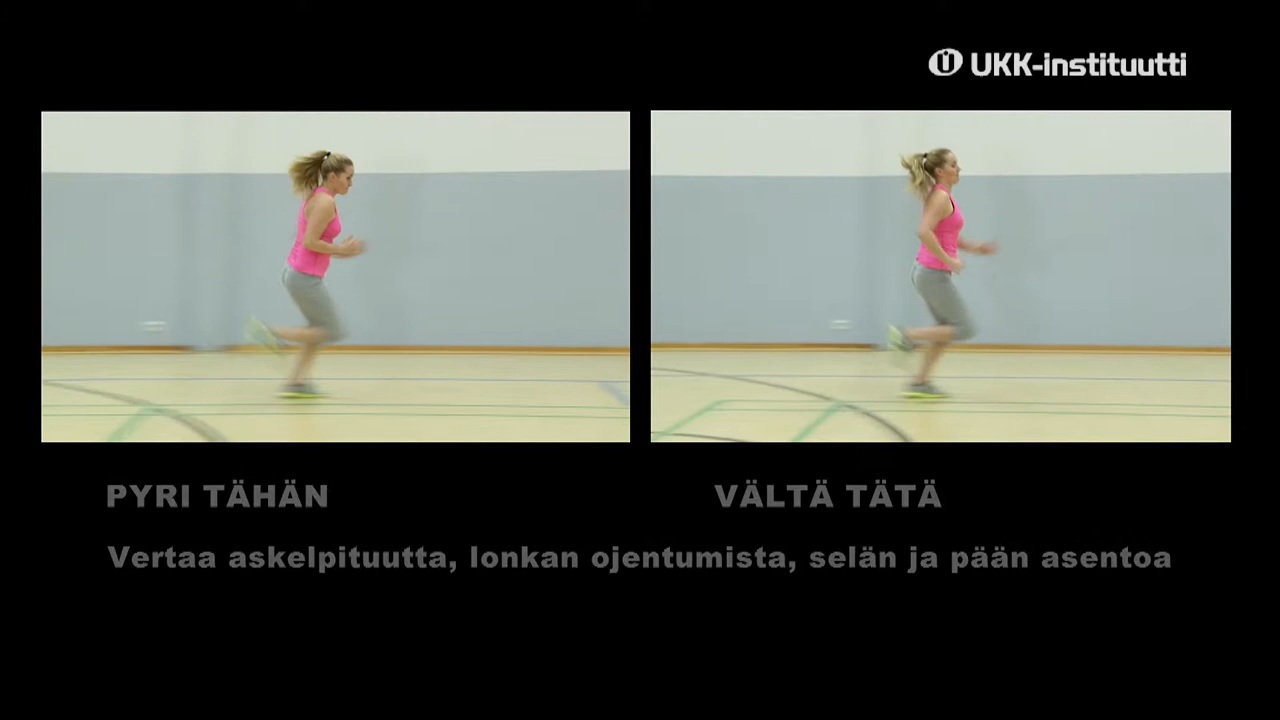 UKK-instituutti
PYRI TÄHÄN
VÄLTÄ TÄTÄ
Vertaa askelpituutta, lonkan ojentumista, selän ja pään asentoa